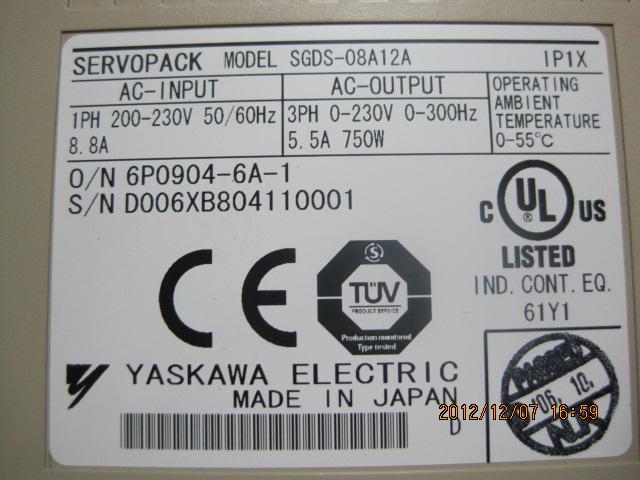 SERVOPACK MODEL SGDS-08A12A IP1X
AC-INPUT
1PH 200-230V 50/60Hz
8.8A
AC-OUTPUT
3PH 0-230V 0-300Hz
5.5A 750W
OPERATING
AMBIENT
TEMPERATURE
0-55℃
O/N 6P0904-6A-1
S/N D006XB804110001
C UL US
LISTED
IND. CONT. EQ.
61Y1
CE
S
TÜV
PRODUCT SERVICE
Production monitored
Type tested
YASKAWA ELECTRIC
MADE IN JAPAN
D
PASSED
'06. 10.
2012/12/07 16:59